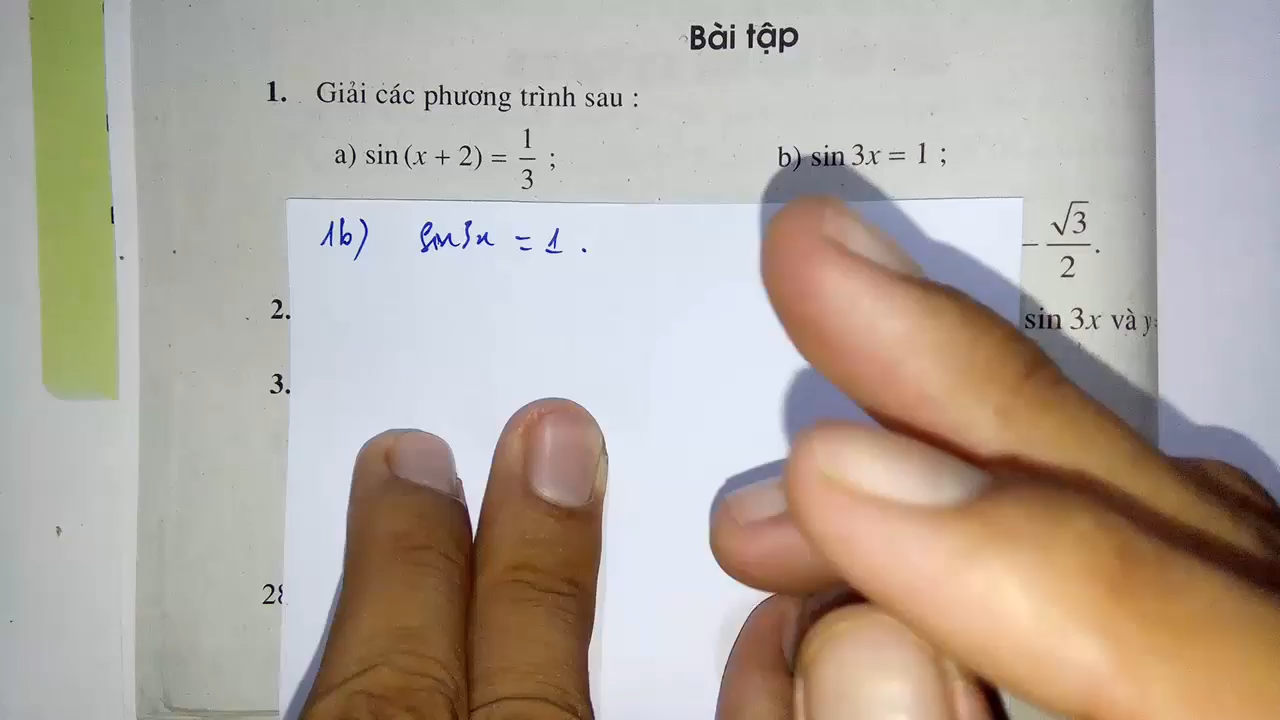 Bài tập
1. Giải các phương trình sau :
a) sin (x + 2) = 1/3 ; b) sin 3x = 1 ;
1b) sin3x = 1 .
- √3/2 .
2. sin 3x và y
3.
28